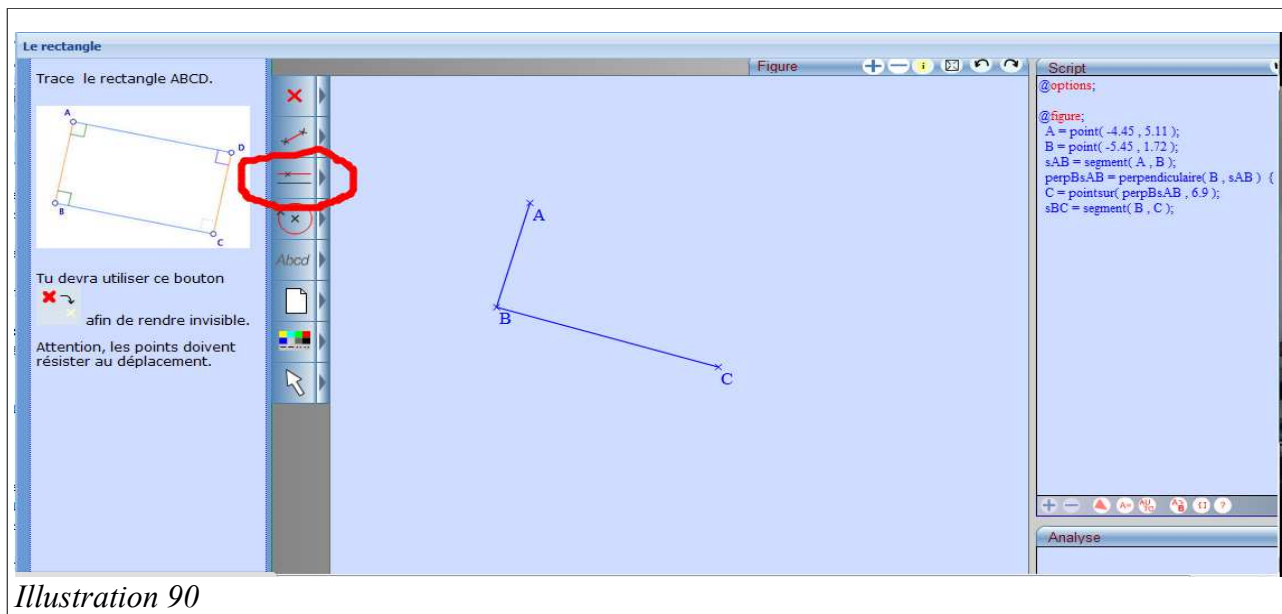 Le rectangle
Trace le rectangle ABCD.
A
D
B
C
Tu devra utiliser ce bouton
afin de rendre invisible.
Attention, les points doivent
résister au déplacement.
Abcd
Figure
i
A
B
C
Script
@options;
@figure;
A = point( -4.45 , 5.11 );
B = point( -5.45 , 1.72 );
sAB = segment( A , B );
perpBsAB = perpendiculaire( B , sAB ) {
C = pointsur( perpBsAB , 6.9 );
sBC = segment( B , C );
?
Analyse
Illustration 90